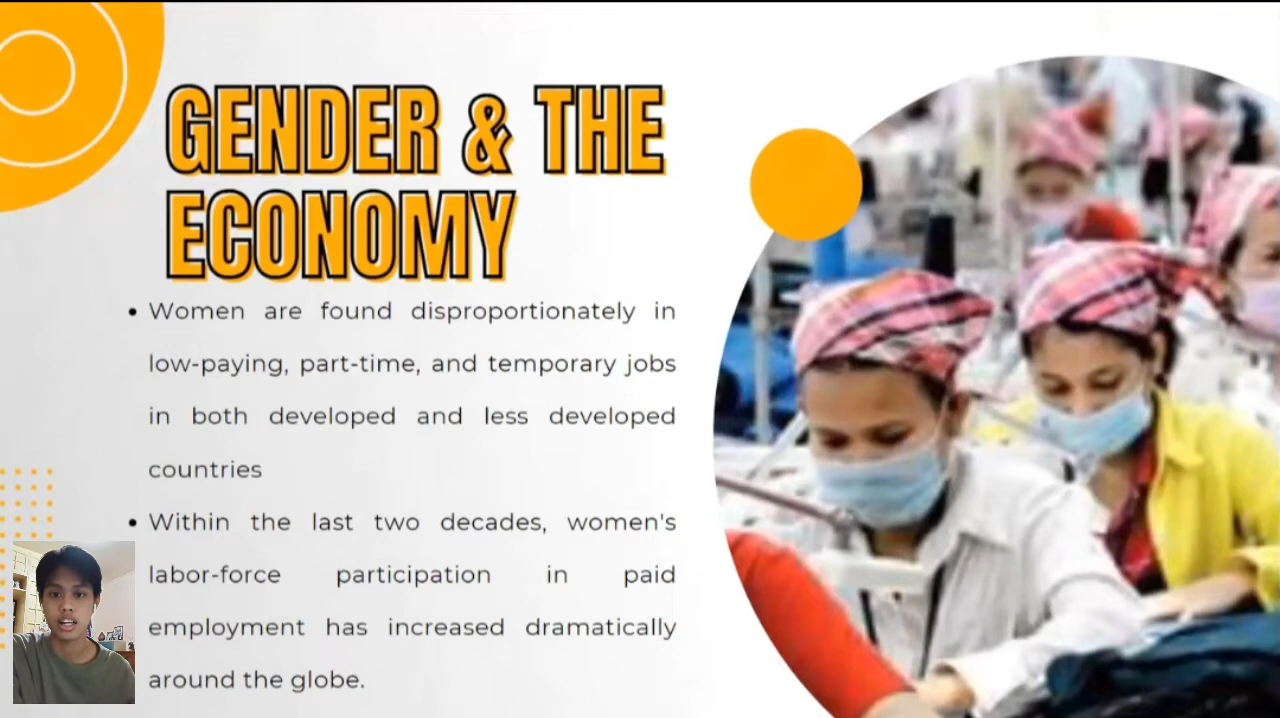 GENDER & THE
ECONOMY
• Women are found disproportionately in
low-paying, part-time, and temporary jobs
in both developed and less developed
countries
• Within the last two decades, women's
labor-force participation in paid
employment has increased dramatically
around the globe.